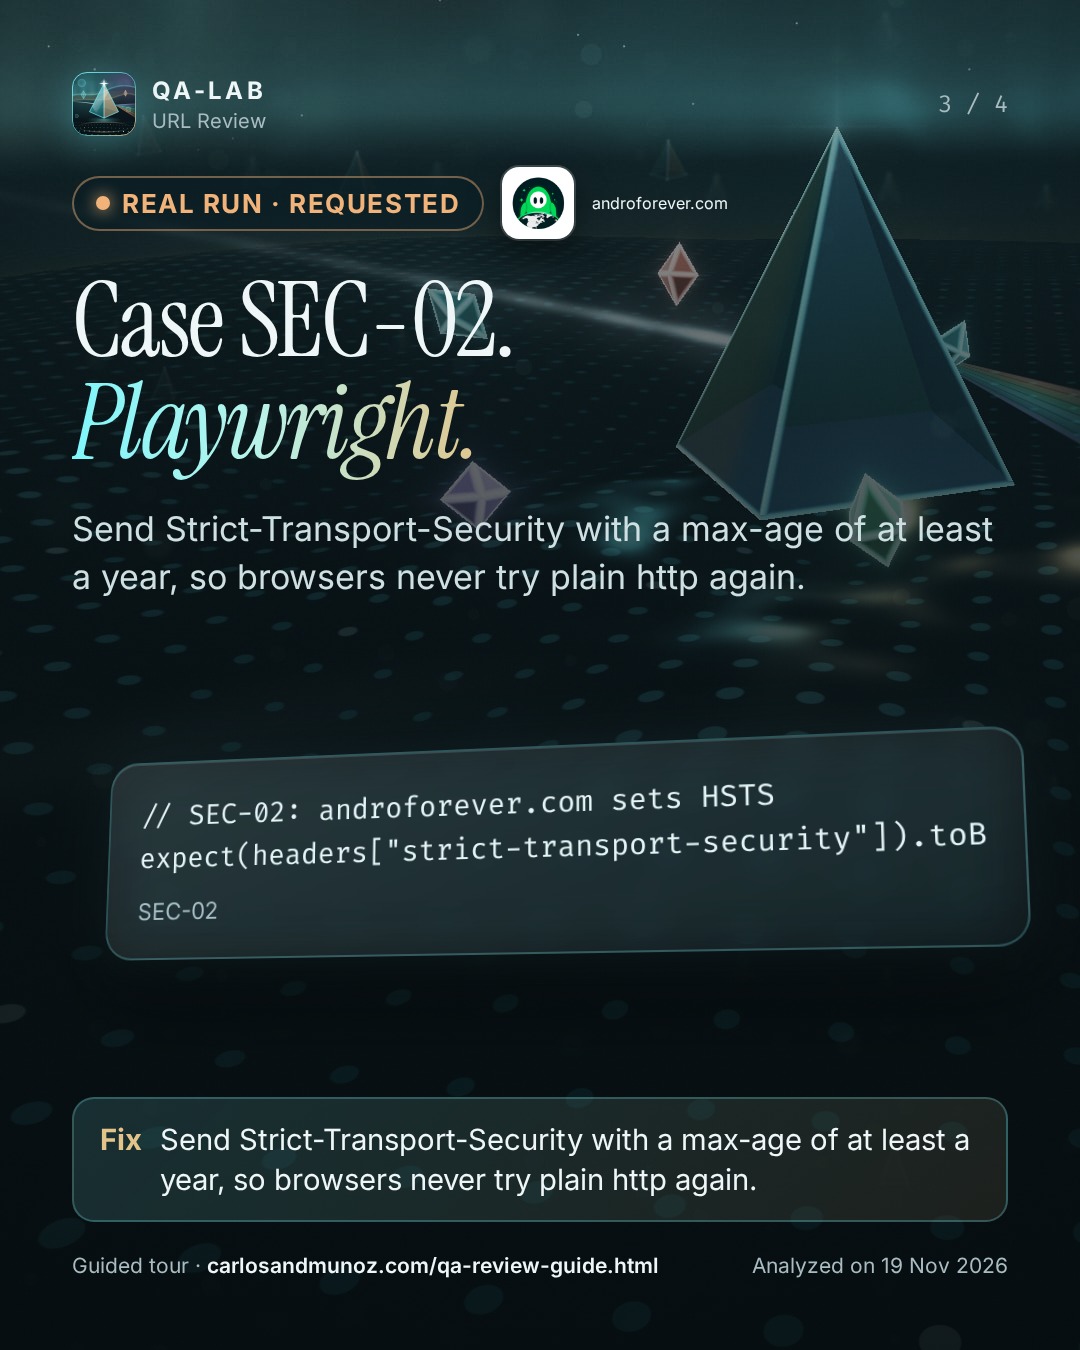 QA-LAB
URL Review
3 / 4
REAL RUN · REQUESTED
androforever.com
Case SEC-02.
Playwright.
Send Strict-Transport-Security with a max-age of at least
a year, so browsers never try plain http again.
// SEC-02: androforever.com sets HSTS
expect(headers["strict-transport-security"]).toB
SEC-02
Fix Send Strict-Transport-Security with a max-age of at least a
year, so browsers never try plain http again.
Guided tour · carlosandmunoz.com/qa-review-guide.html
Analyzed on 19 Nov 2026